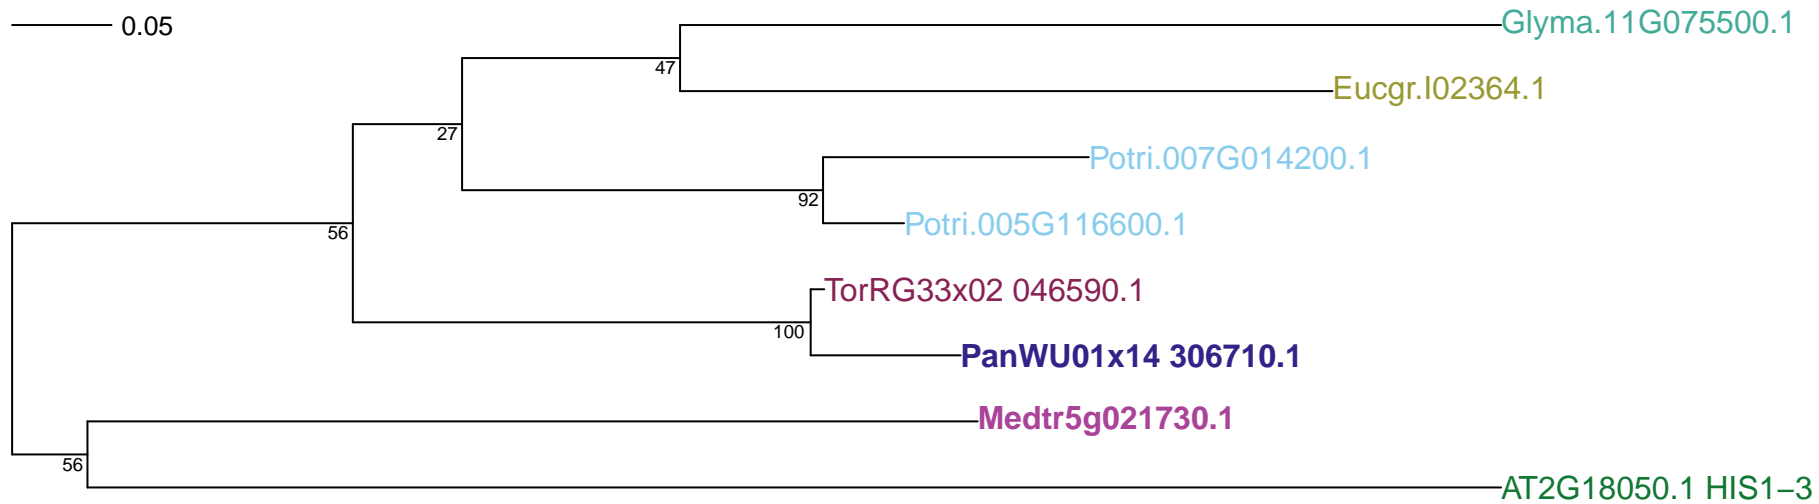 0.05
Glyma.11G075500.1
47
Eucgr.I02364.1
27
Potri.007G014200.1
92
Potri.005G116600.1
56
TorRG33x02 046590.1
100
PanWU01x14 306710.1
Medtr5g021730.1
56
AT2G18050.1 HIS1−3